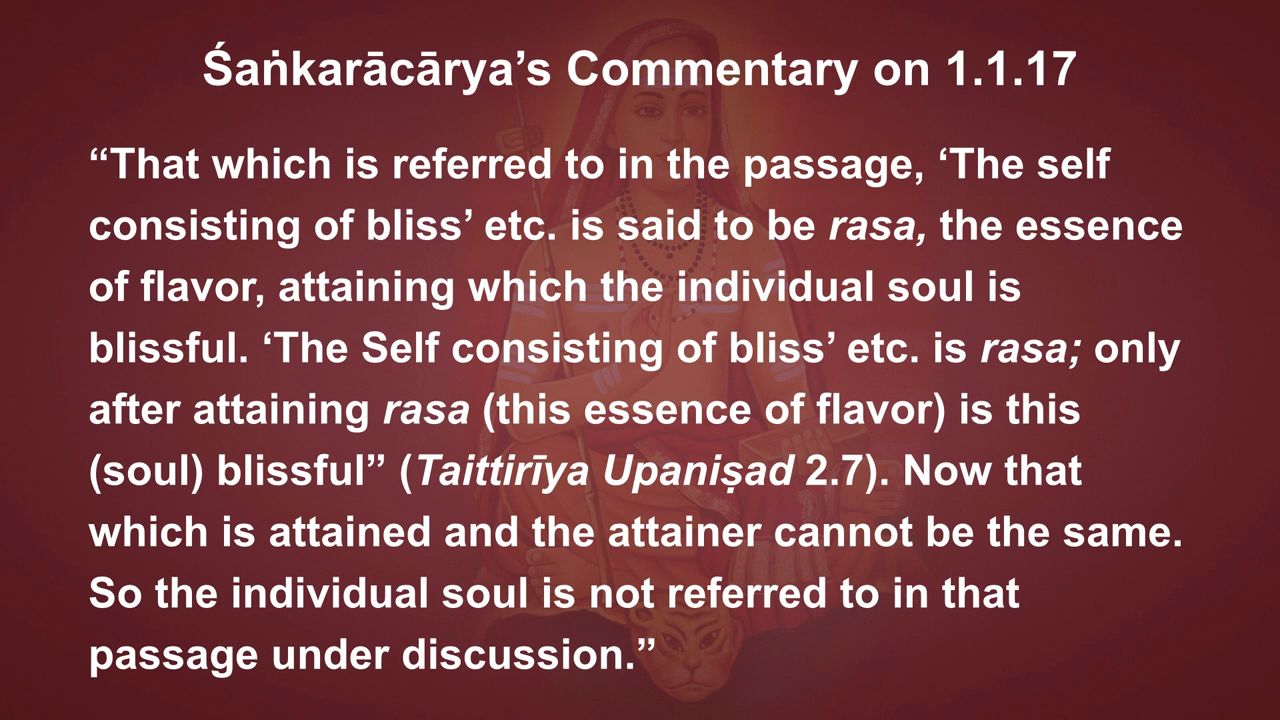 Śaṅkarācārya’s Commentary on 1.1.17
“That which is referred to in the passage, ‘The self
consisting of bliss’ etc. is said to be rasa, the essence
of flavor, attaining which the individual soul is
blissful. ‘The Self consisting of bliss’ etc. is rasa; only
after attaining rasa (this essence of flavor) is this
(soul) blissful” (Taittirīya Upaniṣad 2.7). Now that
which is attained and the attainer cannot be the same.
So the individual soul is not referred to in that
passage under discussion.”